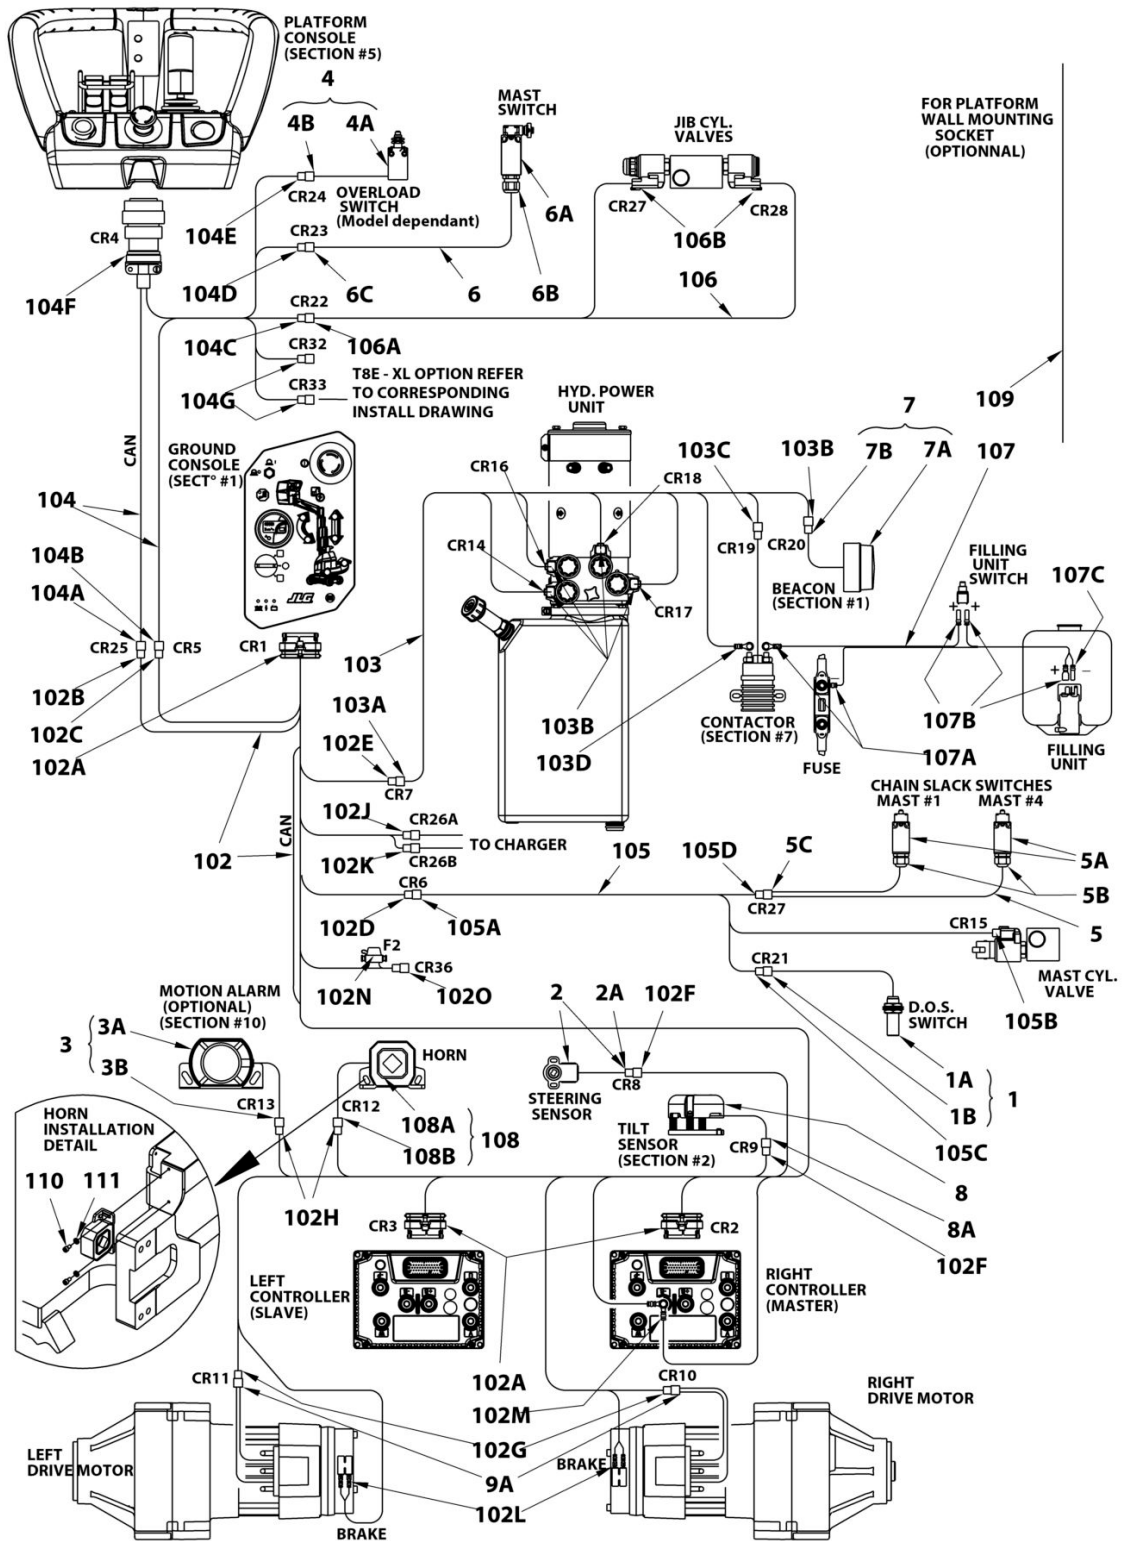 PLATFORM
CONSOLE
(SECTION #5)
4
4B
4A
CR24
104E
OVERLOAD
SWITCH
(Model dependant)
MAST
SWITCH
6A
6B
JIB CYL.
VALVES
CR27
CR28
106B
106
FOR PLATFORM
WALL MOUNTING
SOCKET
(OPTIONNAL)
109
CR4
104F
CR23
104D
6C
6
CR22
104C
106A
CR32
104G
CR33
T8E - XL OPTION REFER
TO CORRESPONDING
INSTALL DRAWING
CAN
GROUND
CONSOLE
(SECT° #1)
JLG
HYD. POWER
UNIT
CR16
CR18
CR14
CR17
103B
103C
CR19
103B
7
7B
7A
CR20
BEACON
(SECTION #1)
107
FILLING
UNIT
SWITCH
107C
+ +
+ −
−
107B
107A
FILLING
UNIT
FUSE
CONTACTOR
(SECTION #7)
103D
104
104B
104A
CR25
CR5
CR1
102B
102C
102A
103
103A
102E
CR7
102J
CR26A
TO CHARGER
102K
CR26B
CAN
102
CHAIN SLACK SWITCHES
MAST #1
MAST #4
5A
5B
5
105
105D
5C
CR27
CR6
102D
105A
CR15
MAST CYL.
VALVE
105B
CR21
D.O.S.
SWITCH
1A
1B
1
105C
F2
CR36
102N
102O
MOTION ALARM
(OPTIONAL)
(SECTION #10)
3
3A
3B
CR13
HORN
CR12
108A
108B
108
102H
2
2A
102F
CR8
STEERING
SENSOR
TILT
SENSOR
(SECTION #2)
CR9
8
8A
102F
HORN
INSTALLATION
DETAIL
110
111
CR3
CR2
LEFT
CONTROLLER
(SLAVE)
RIGHT
CONTROLLER
(MASTER)
102A
102M
102G
9A
102L
CR11
CR10
LEFT
DRIVE MOTOR
BRAKE
BRAKE
RIGHT
DRIVE MOTOR